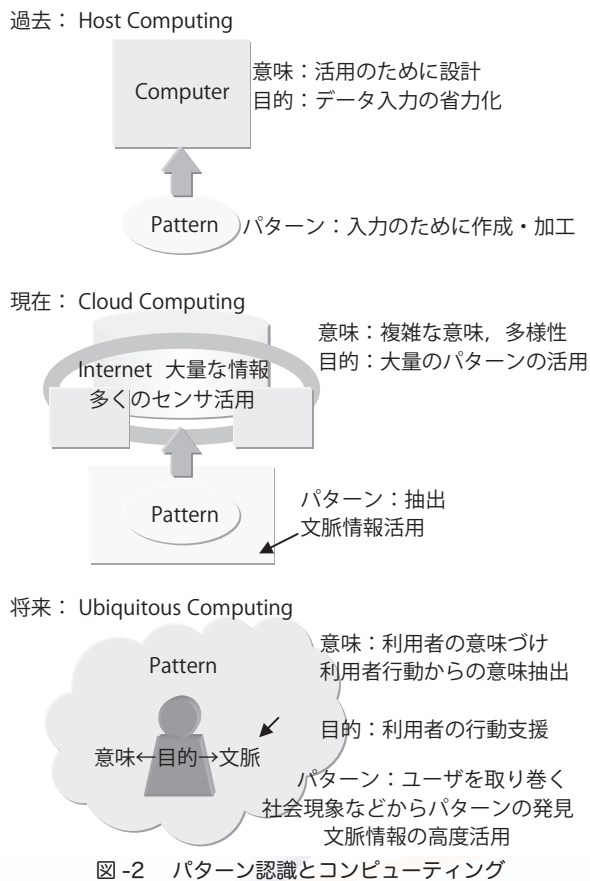 過去： Host Computing
Computer
意味：活用のために設計
目的：データ入力の省力化
Pattern
パターン：入力のために作成・加工
現在： Cloud Computing
Internet 大量な情報
多くのセンサ活用
意味：複雑な意味，多様性
目的：大量のパターンの活用
Pattern
パターン：抽出
文脈情報活用
将来： Ubiquitous Computing
Pattern
意味←目的→文脈
意味：利用者の意味づけ
利用者行動からの意味抽出
目的：利用者の行動支援
パターン：ユーザを取り巻く
社会現象などからパターンの発見
文脈情報の高度活用
図-2 パターン認識とコンピューティング